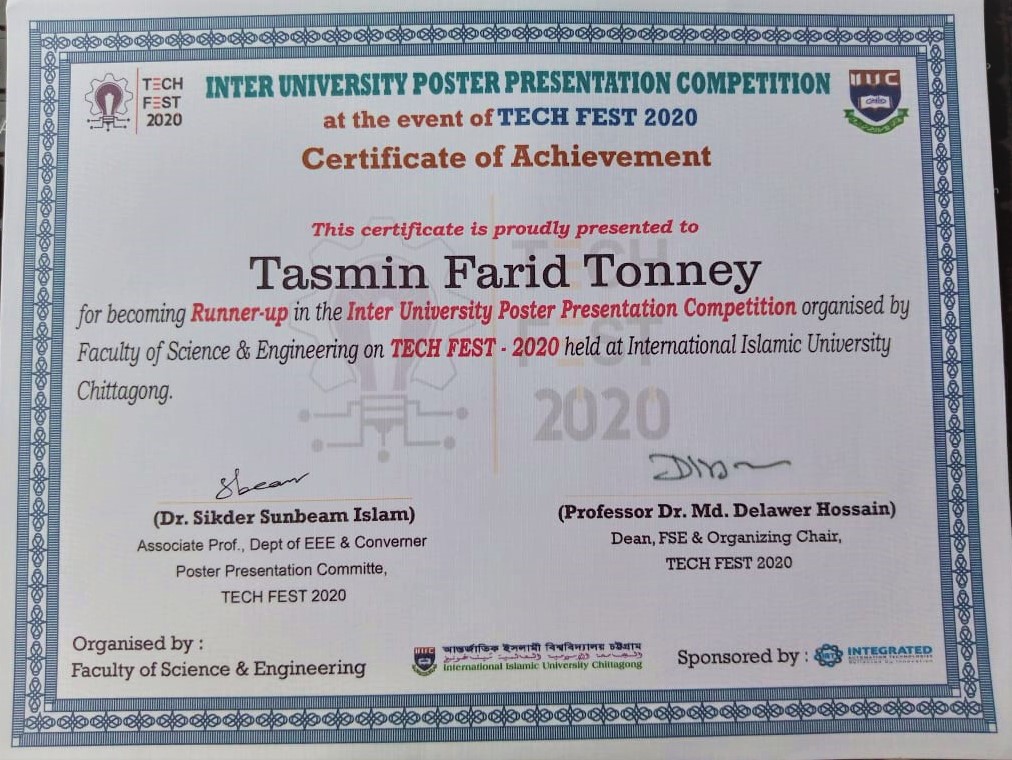 TECH
FEST
2020
INTER UNIVERSITY POSTER PRESENTATION COMPETITION
at the event of TECH FEST 2020
Certificate of Achievement
IIUC
This certificate is proudly presented to
Tasmin Farid Tonney
for becoming Runner-up in the Inter University Poster Presentation Competition organised by
Faculty of Science & Engineering on TECH FEST - 2020 held at International Islamic University
Chittagong.
TECH
FEST
2020
(Dr. Sikder Sunbeam Islam)
Associate Prof., Dept of EEE & Converner
Poster Presentation Committe,
TECH FEST 2020
(Professor Dr. Md. Delawer Hossain)
Dean, FSE & Organizing Chair,
TECH FEST 2020
Organised by :
Faculty of Science & Engineering
আন্তর্জাতিক ইসলামী বিশ্ববিদ্যালয় চট্টগ্রাম
International Islamic University Chittagong
Sponsored by :
INTEGRATED